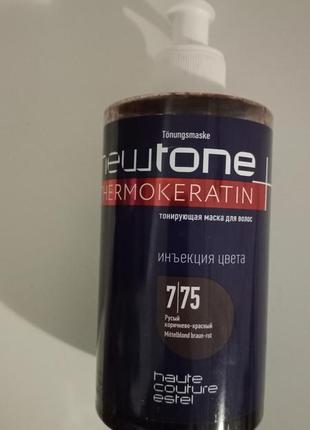 Tönungsmaske
newtone
THERMOKERATIN
тонирующая маска для волос
инъекция цвета
7|75
Русый
коричнево-красный
Mittelblond braun-rot
haute
couture
estel